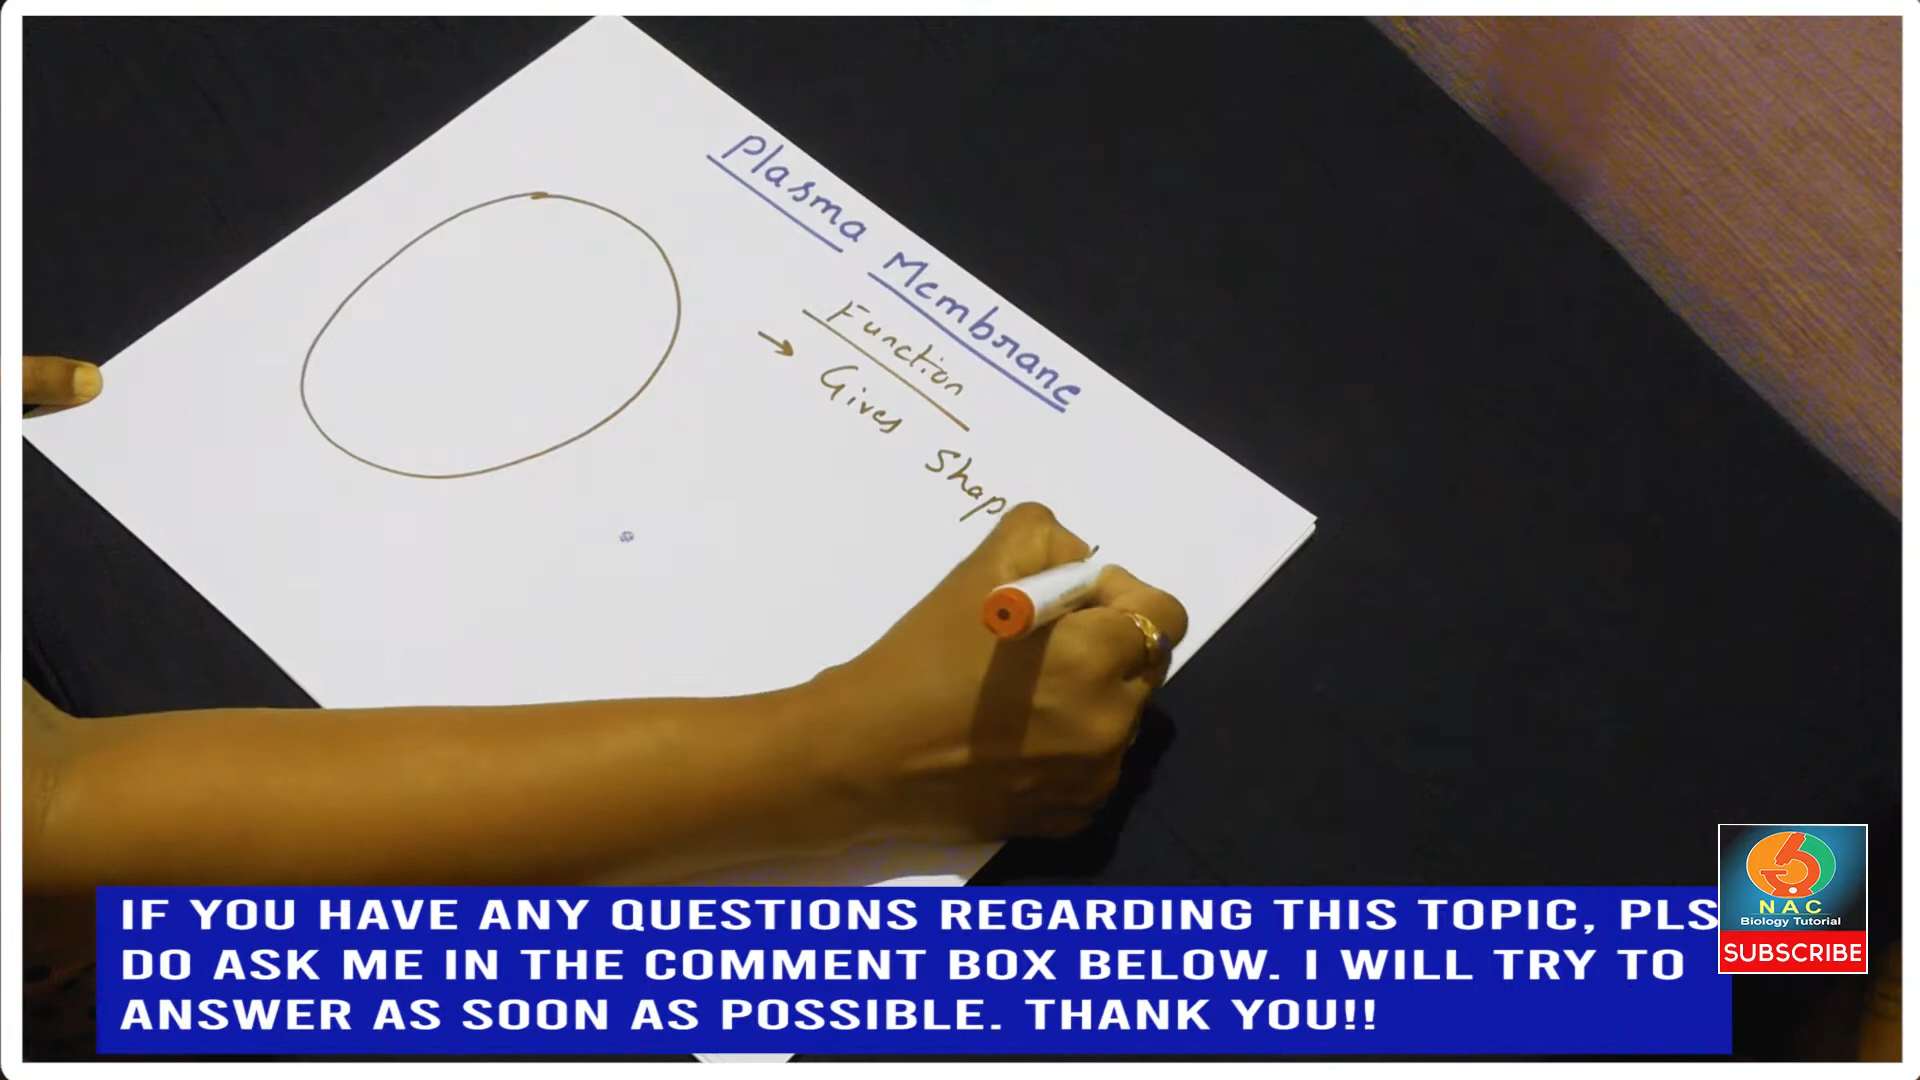 Plasma Membrane
Function
→ Gives Shap
IF YOU HAVE ANY QUESTIONS REGARDING THIS TOPIC, PLS
DO ASK ME IN THE COMMENT BOX BELOW. I WILL TRY TO
ANSWER AS SOON AS POSSIBLE. THANK YOU!!
NAC
Biology Tutorial
SUBSCRIBE